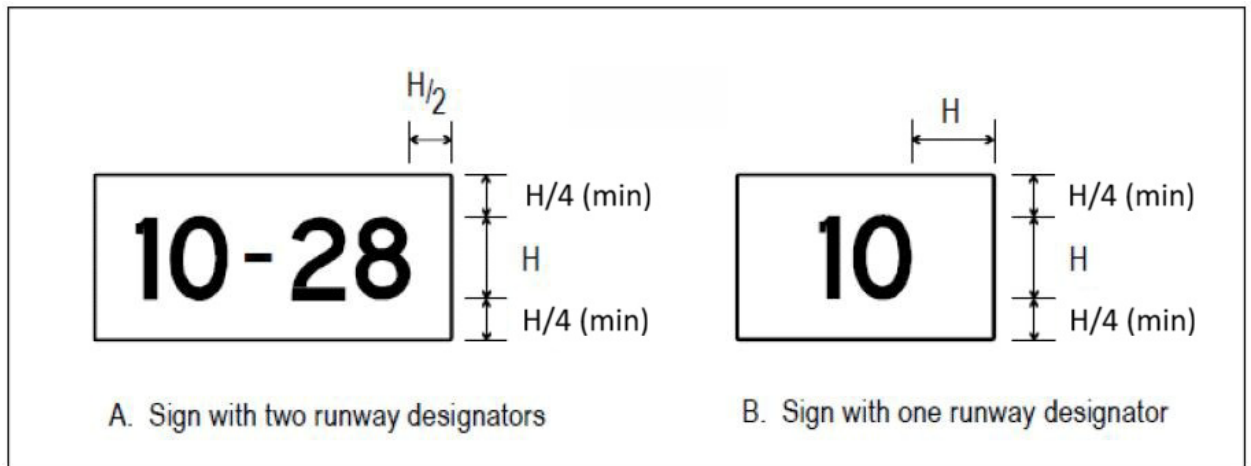 H/2
H
H/4 (min)
H
H/4 (min)
10-28
H/4 (min)
H
H/4 (min)
10
A. Sign with two runway designators
B. Sign with one runway designator